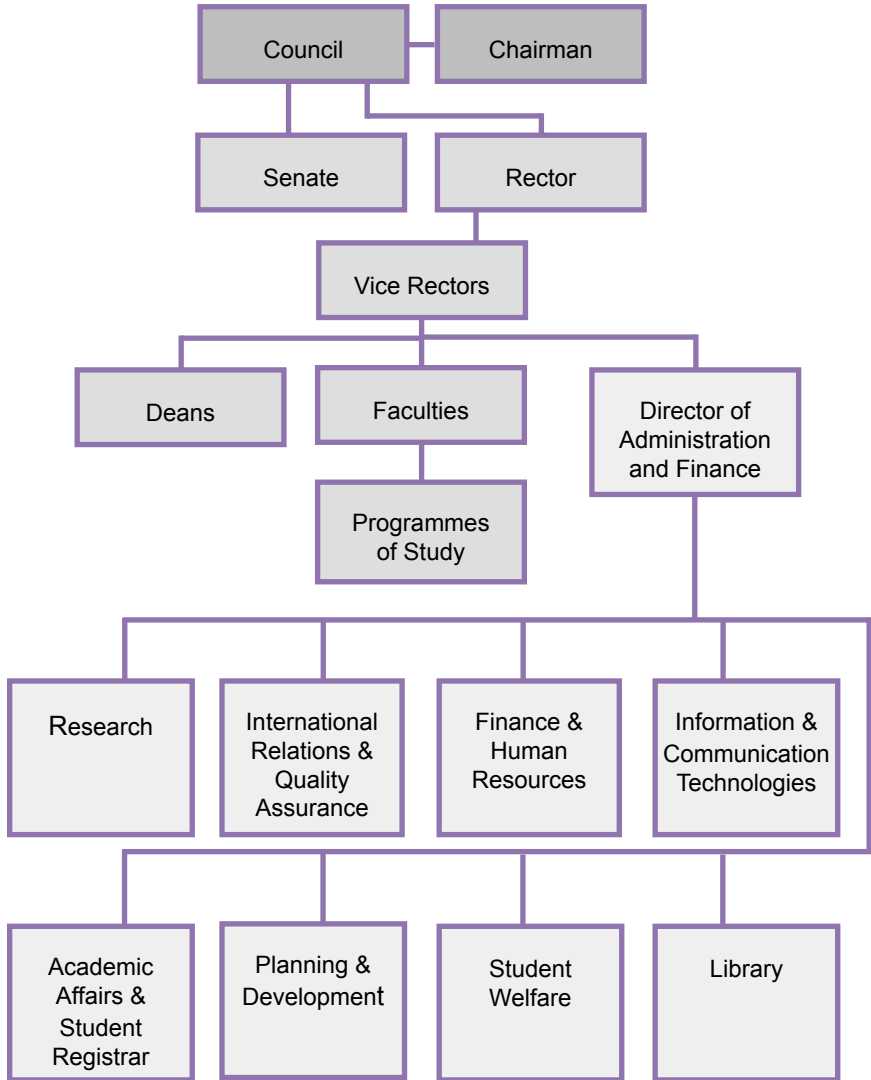 Council
Chairman
Senate
Rector
Vice Rectors
Deans
Faculties
Director of
Administration
and Finance
Programmes
of Study
Research
International
Relations &
Quality
Assurance
Finance &
Human
Resources
Information &
Communication
Technologies
Academic
Affairs &
Student
Registrar
Planning &
Development
Student
Welfare
Library